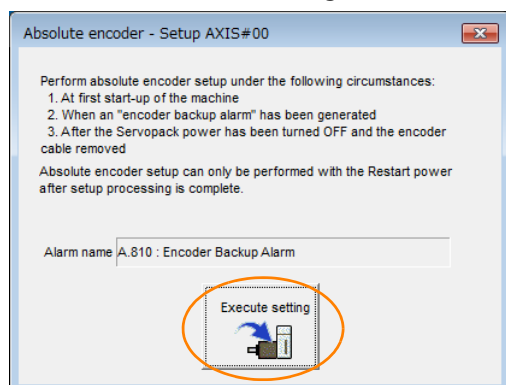 Absolute encoder - Setup AXIS#00
Perform absolute encoder setup under the following circumstances:
1. At first start-up of the machine
2. When an "encoder backup alarm" has been generated
3. After the Servopack power has been turned OFF and the encoder
cable removed
Absolute encoder setup can only be performed with the Restart power
after setup processing is complete.
Alarm name A.810 : Encoder Backup Alarm
Execute setting